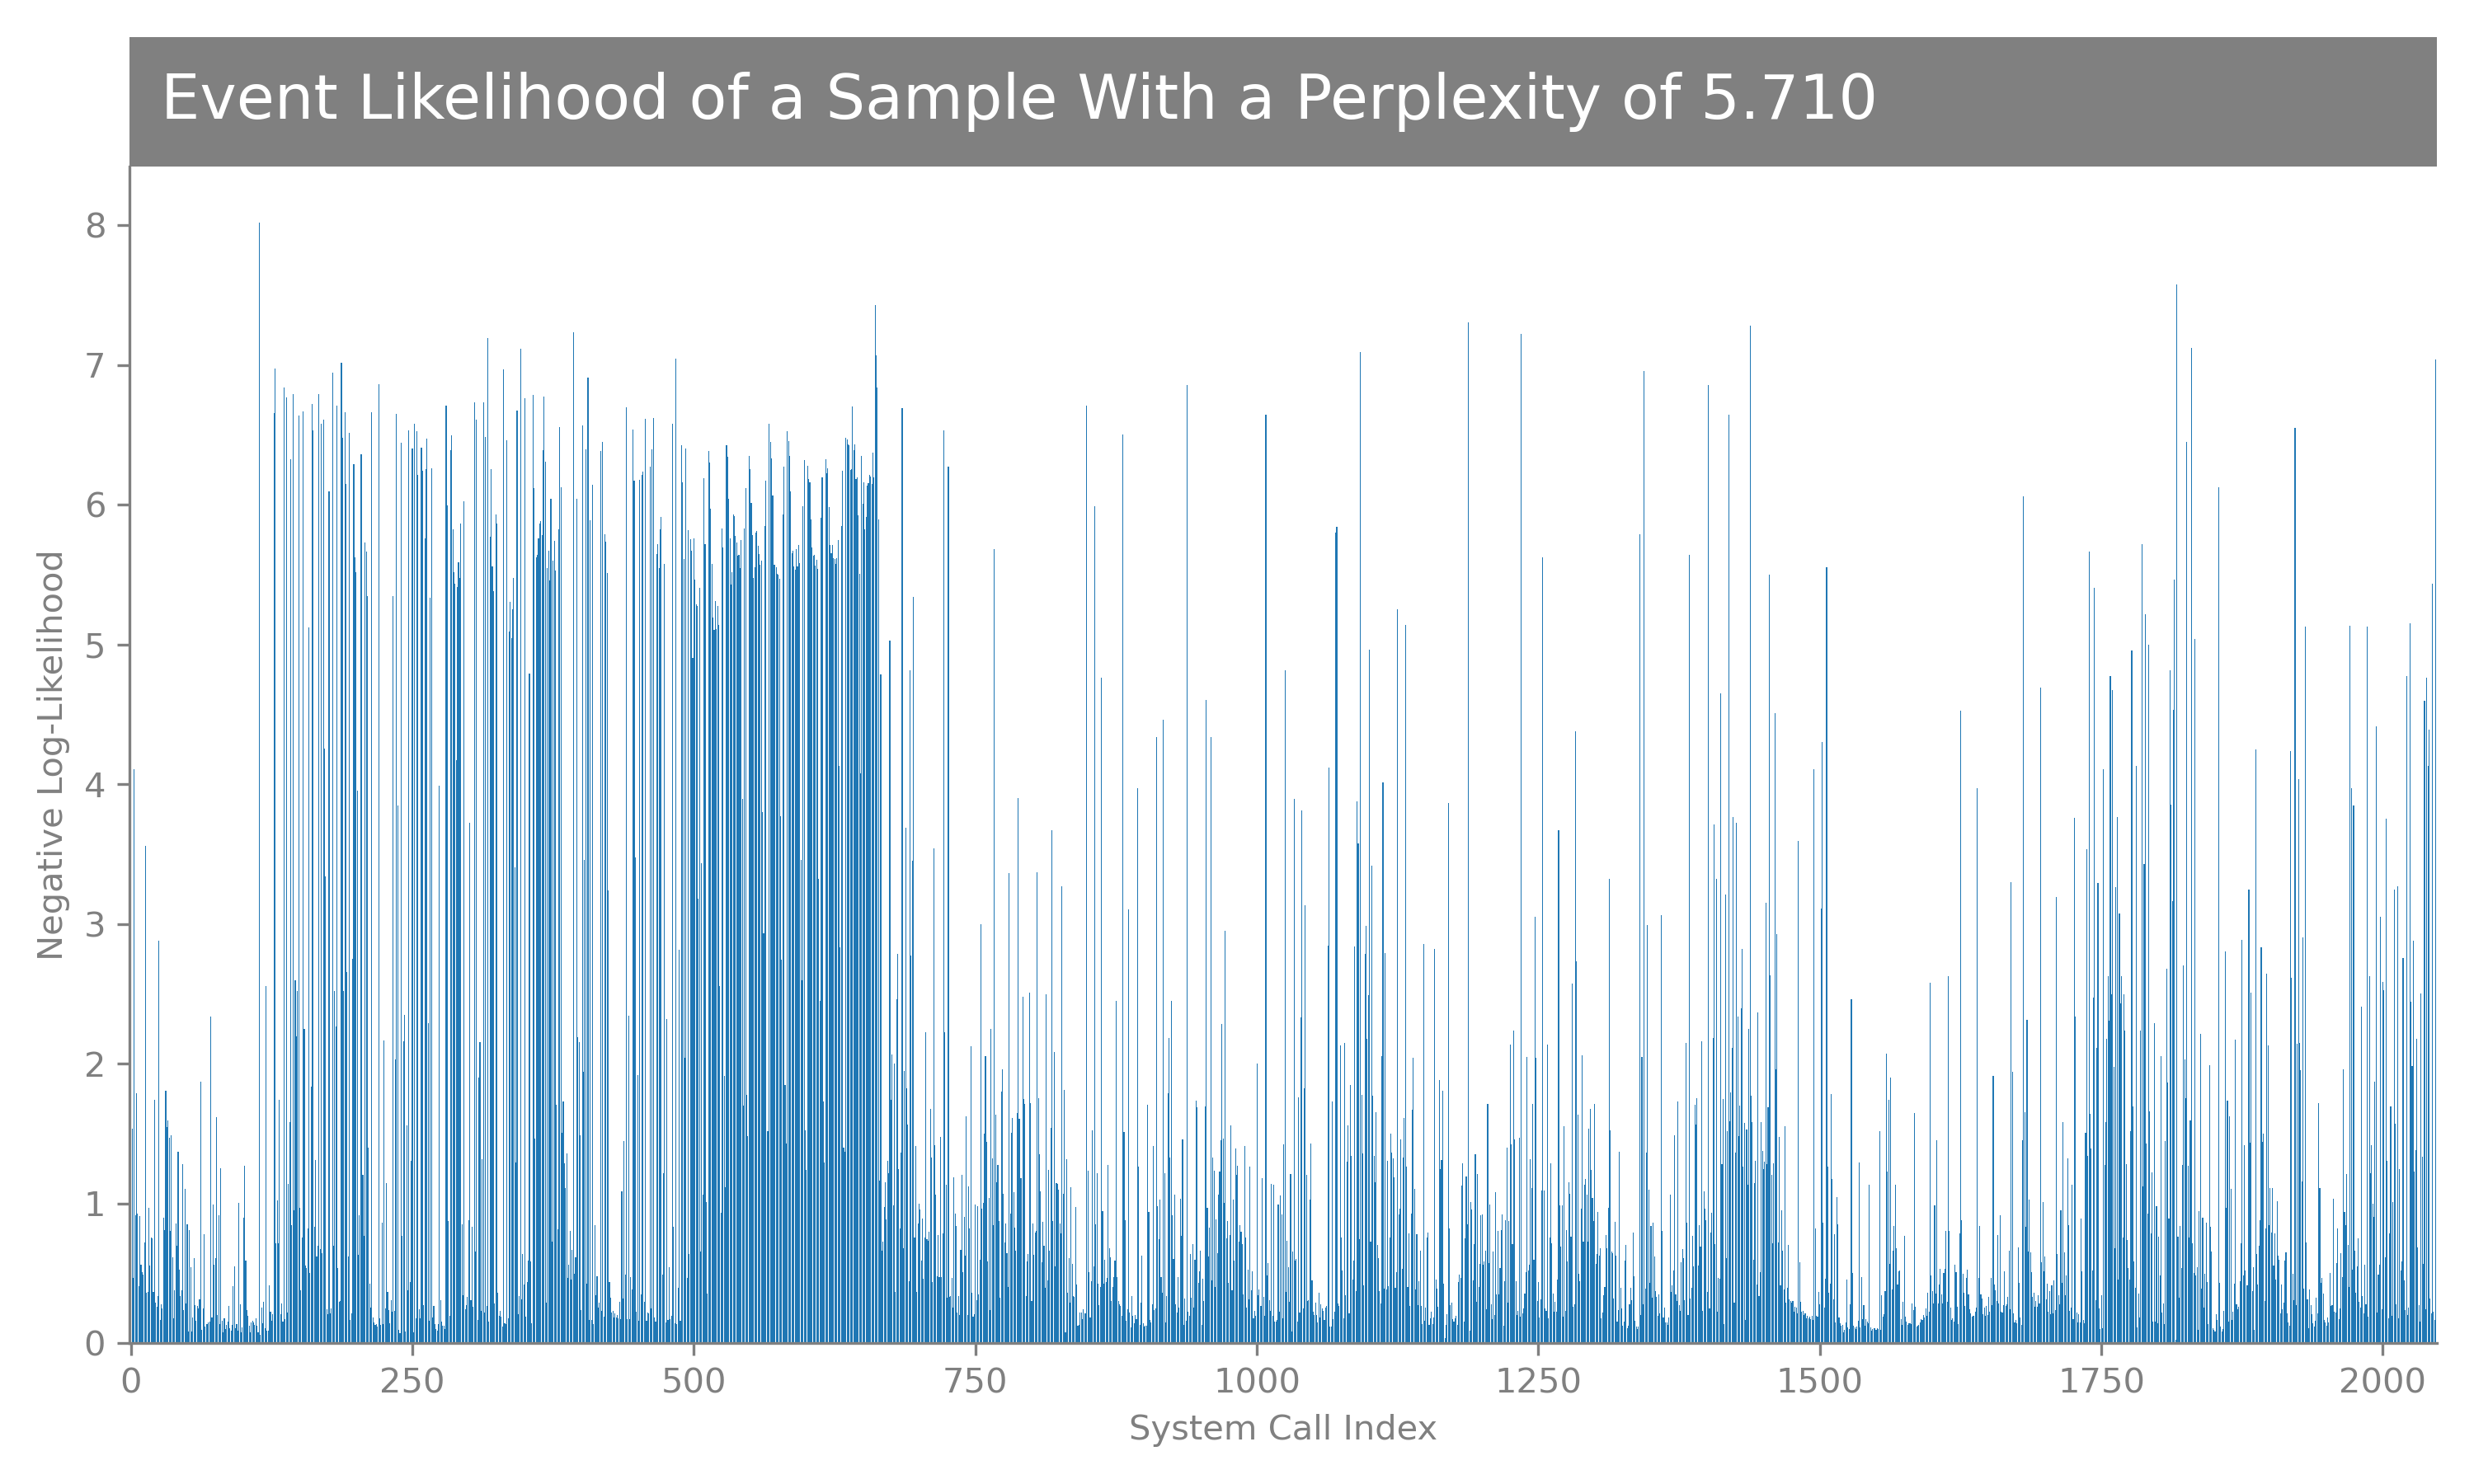 Event Likelihood of a Sample With a Perplexity of 5.710
8
7
6
5
4
3
2
1
0
Negative Log-Likelihood
0 250 500 750 1000 1250 1500 1750 2000
System Call Index